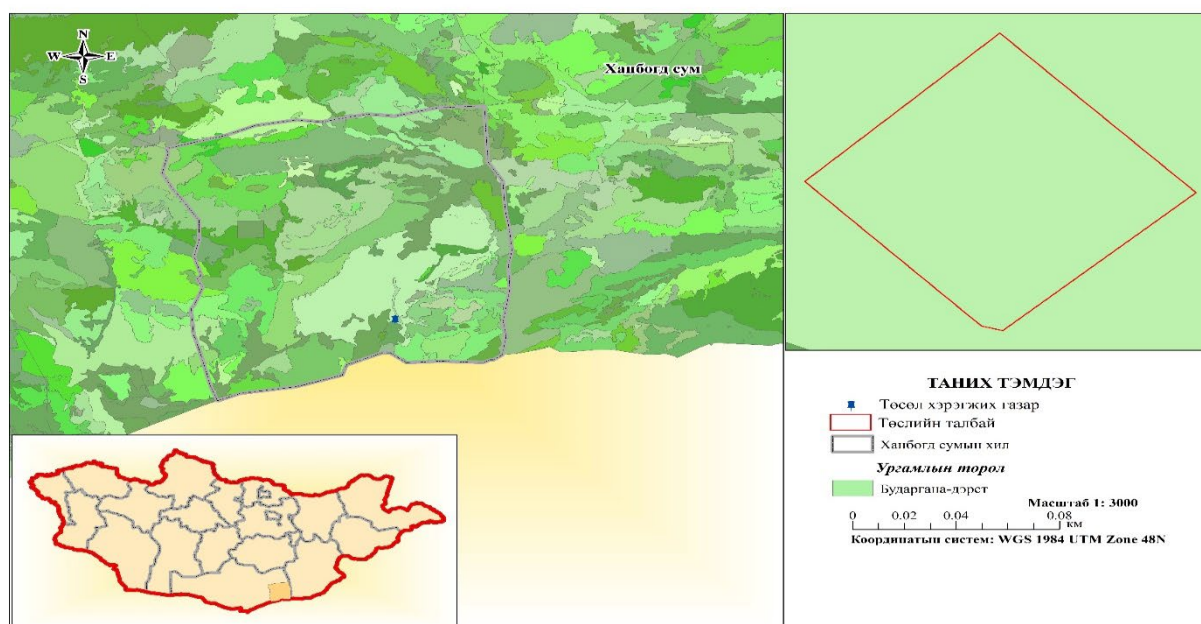 N
W E
S
Ханбогд сум
ТАНИХ ТЭМДЭГ
Төсөл хэрэгжих газар
Төслийн талбай
Ханбогд сумын хил
Ургамлын төрөл
Бударгана-дэрст
Масштаб 1: 3000
0 0.02 0.04 0.08
км
Координатын систем: WGS 1984 UTM Zone 48N